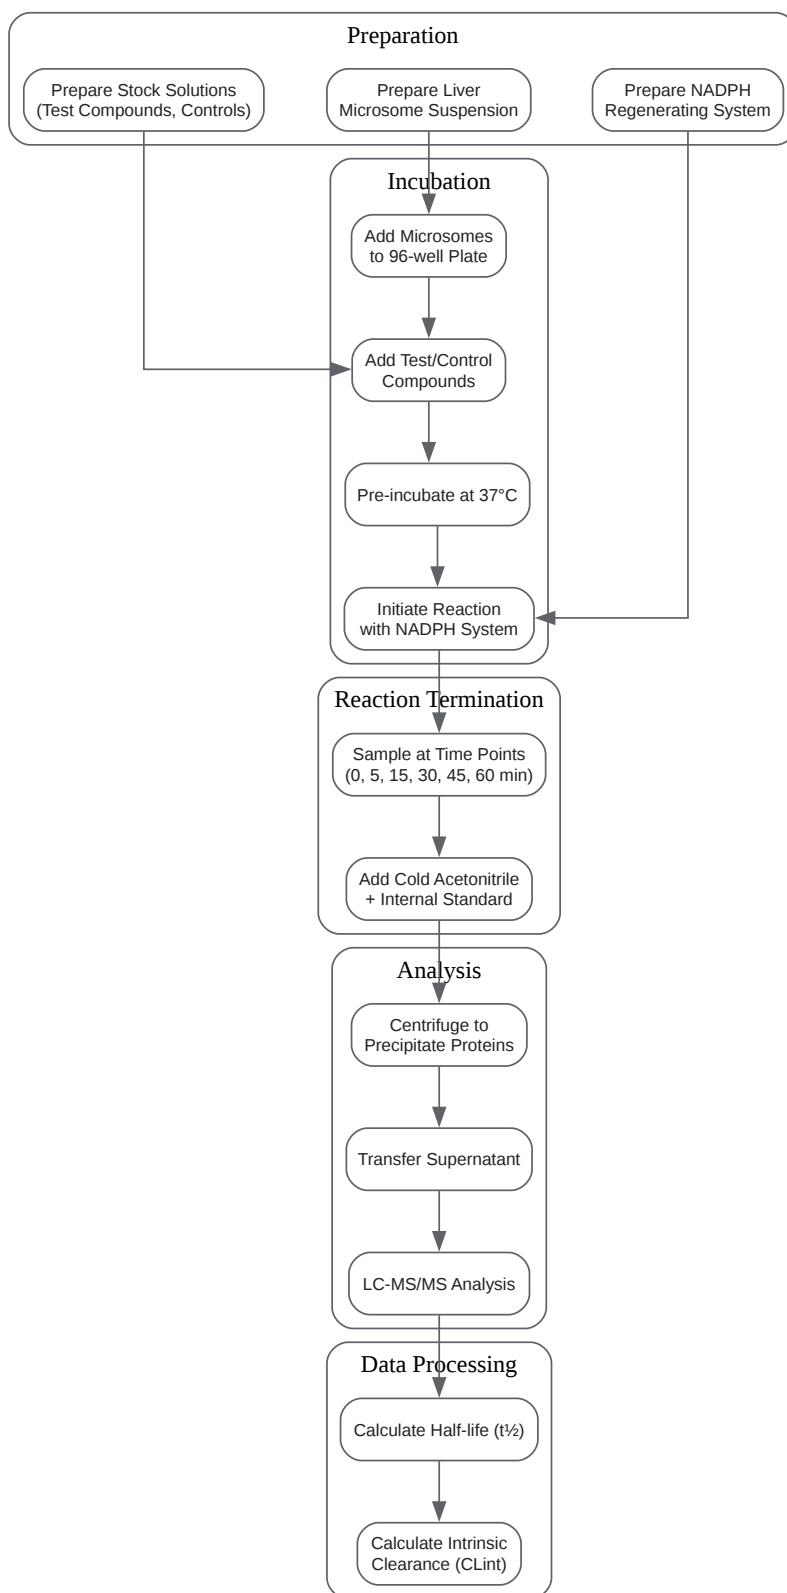 Preparation
Prepare Stock Solutions
(Test Compounds, Controls)
Prepare Liver
Microsome Suspension
Prepare NADPH
Regenerating System
Incubation
Add Microsomes
to 96-well Plate
Add Test/Control
Compounds
Pre-incubate at 37°C
Initiate Reaction
with NADPH System
Reaction Termination
Sample at Time Points
(0, 5, 15, 30, 45, 60 min)
Add Cold Acetonitrile
+ Internal Standard
Analysis
Centrifuge to
Precipitate Proteins
Transfer Supernatant
LC-MS/MS Analysis
Data Processing
Calculate Half-life (t½)
Calculate Intrinsic
Clearance (CLint)